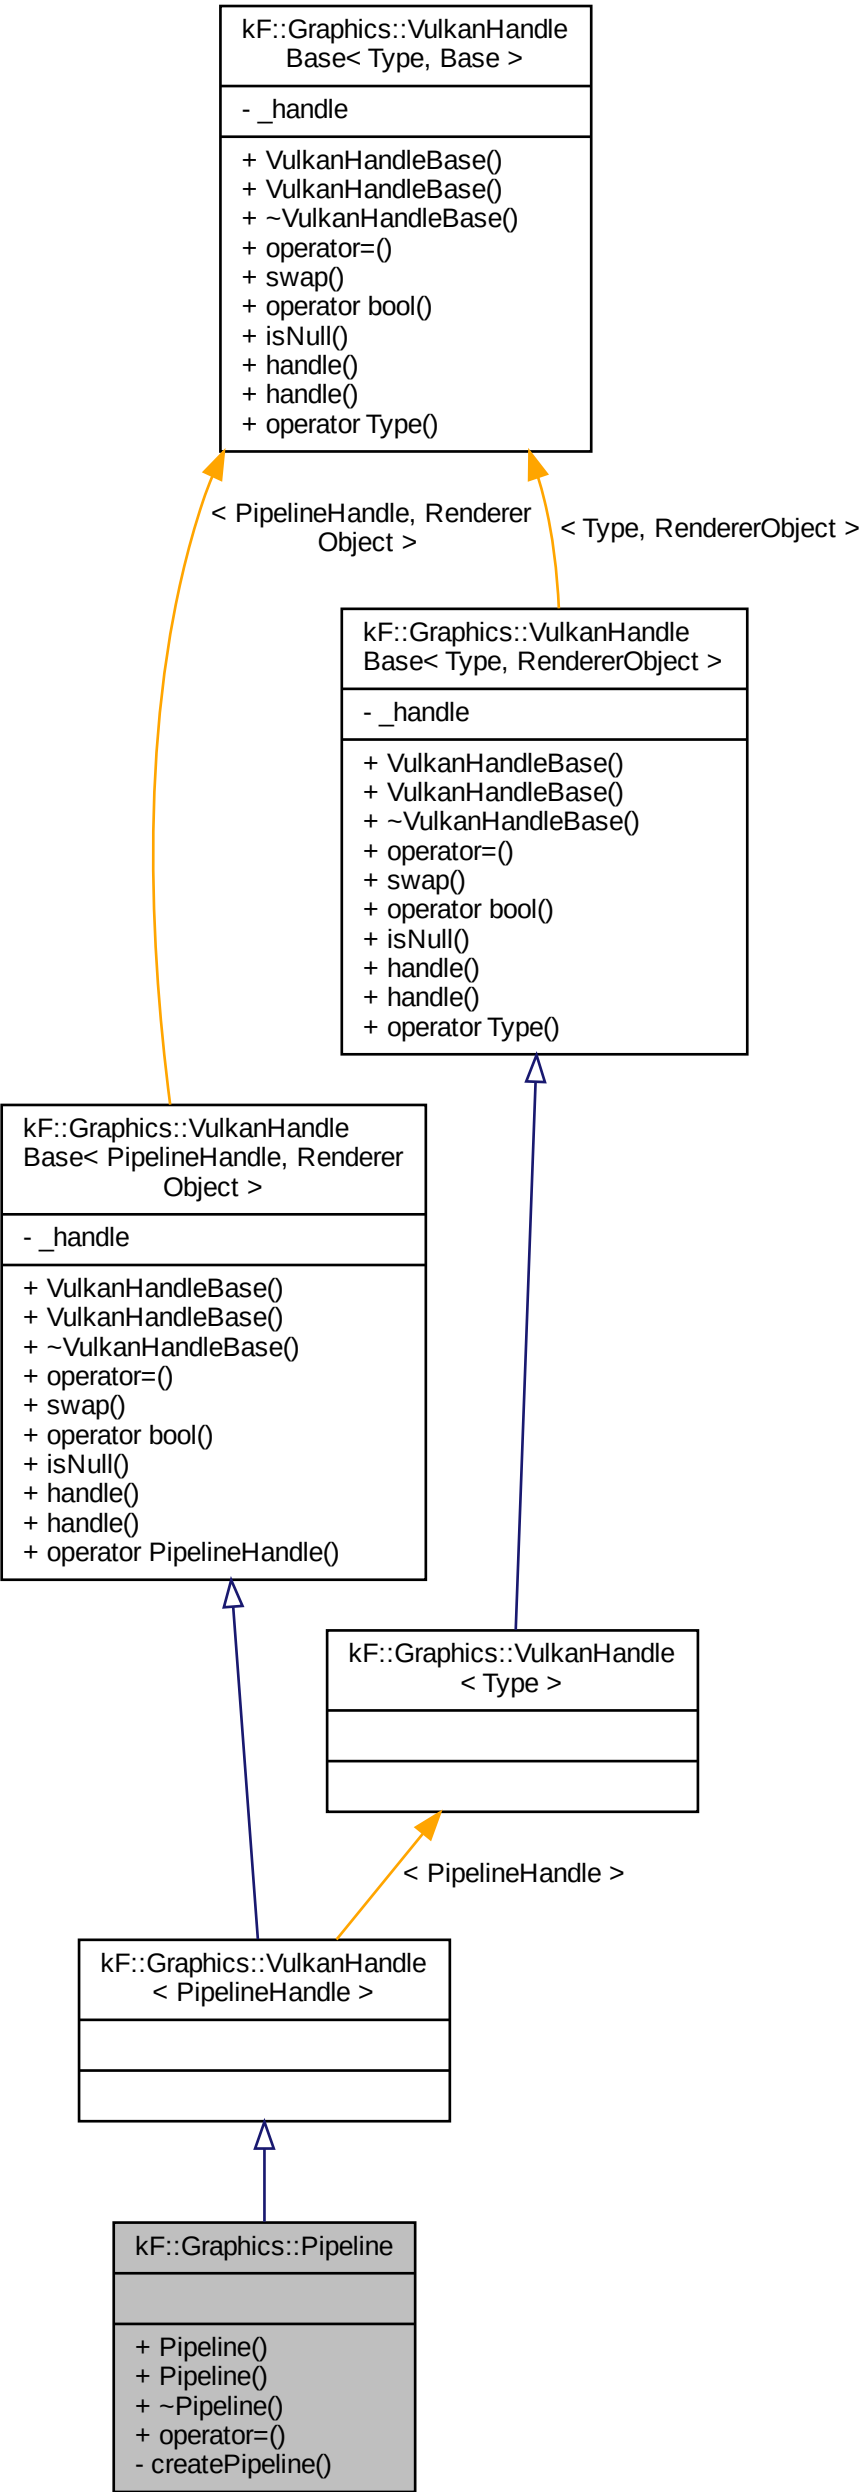 kF::Graphics::VulkanHandle
Base< Type, Base >
- _handle
+ VulkanHandleBase()
+ VulkanHandleBase()
+ ~VulkanHandleBase()
+ operator=()
+ swap()
+ operator bool()
+ isNull()
+ handle()
+ handle()
+ operator Type()
< PipelineHandle, Renderer
Object >
< Type, RendererObject >
kF::Graphics::VulkanHandle
Base< Type, RendererObject >
- _handle
+ VulkanHandleBase()
+ VulkanHandleBase()
+ ~VulkanHandleBase()
+ operator=()
+ swap()
+ operator bool()
+ isNull()
+ handle()
+ handle()
+ operator Type()
kF::Graphics::VulkanHandle
Base< PipelineHandle, Renderer
Object >
- _handle
+ VulkanHandleBase()
+ VulkanHandleBase()
+ ~VulkanHandleBase()
+ operator=()
+ swap()
+ operator bool()
+ isNull()
+ handle()
+ handle()
+ operator PipelineHandle()
kF::Graphics::VulkanHandle
< Type >
< PipelineHandle >
kF::Graphics::VulkanHandle
< PipelineHandle >
kF::Graphics::Pipeline
+ Pipeline()
+ Pipeline()
+ ~Pipeline()
+ operator=()
- createPipeline()